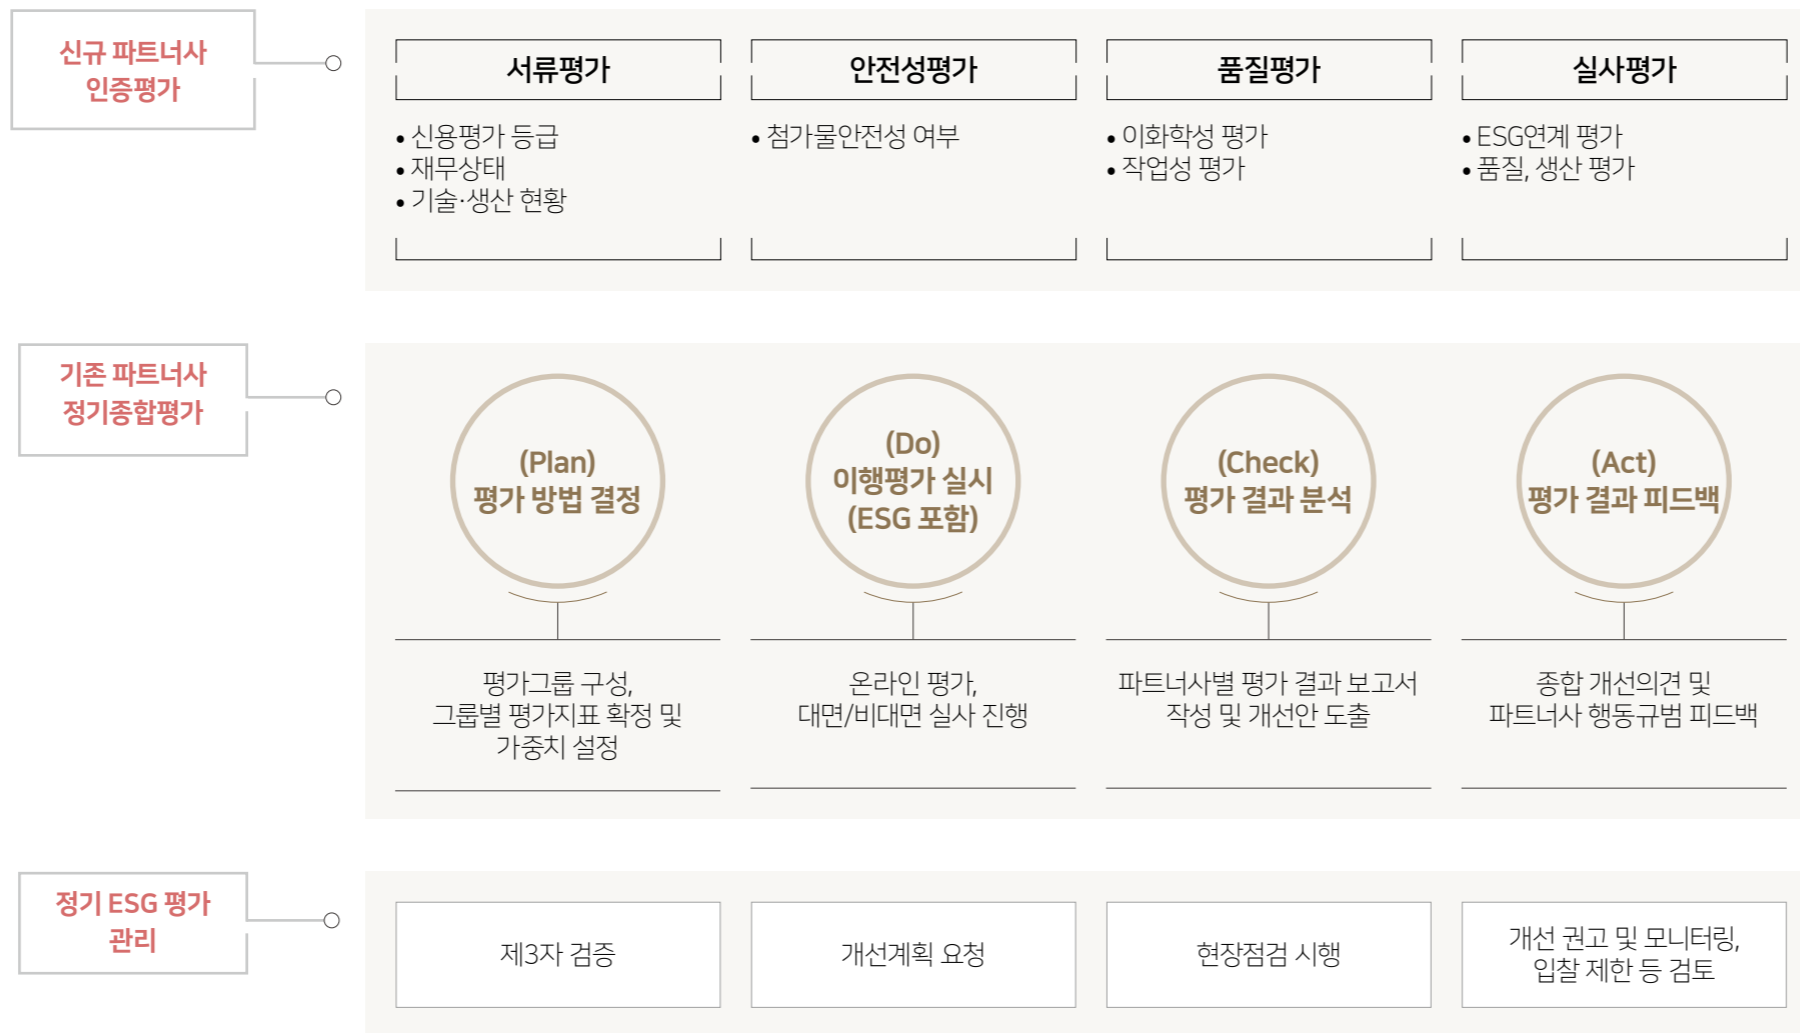 신규 파트너사
인증평가
서류평가
• 신용평가 등급
• 재무상태
• 기술·생산 현황
안전성평가
• 첨가물안전성 여부
품질평가
• 이화학성 평가
• 작업성 평가
실사평가
• ESG연계 평가
• 품질, 생산 평가
기존 파트너사
정기종합평가
(Plan)
평가 방법 결정
평가그룹 구성,
그룹별 평가지표 확정 및
가중치 설정
(Do)
이행평가 실시
(ESG 포함)
온라인 평가,
대면/비대면 실사 진행
(Check)
평가 결과 분석
파트너사별 평가 결과 보고서
작성 및 개선안 도출
(Act)
평가 결과 피드백
종합 개선의견 및
파트너사 행동규범 피드백
정기 ESG 평가
관리
제3자 검증
개선계획 요청
현장점검 시행
개선 권고 및 모니터링,
입찰 제한 등 검토